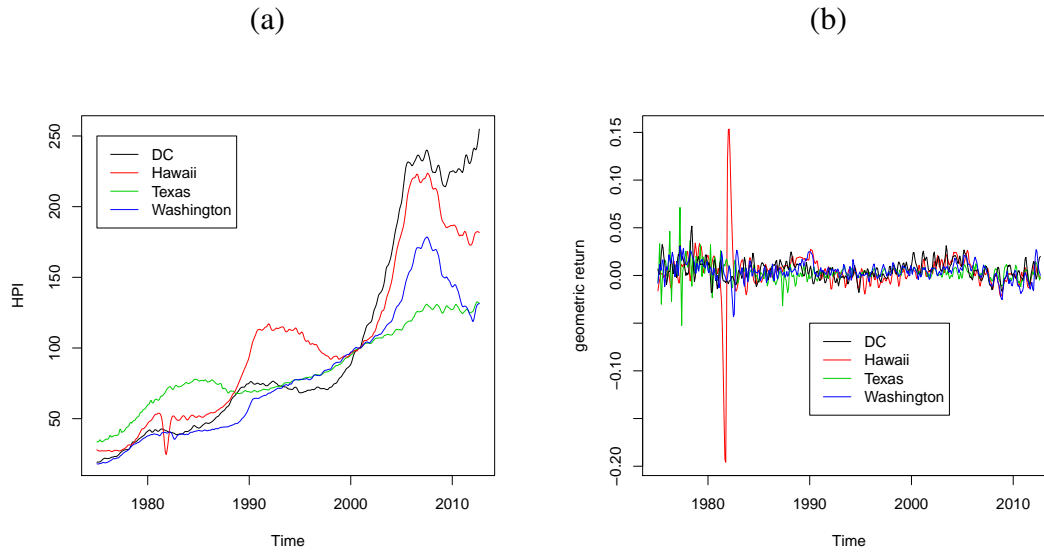 (a)
HPI
250
200
150
100
50
DC
Hawaii
Texas
Washington
1980 1990 2000 2010
Time
(b)
geometric return
0.15
0.10
0.05
0.00
−0.10
−0.20
DC
Hawaii
Texas
Washington
1980 1990 2000 2010
Time